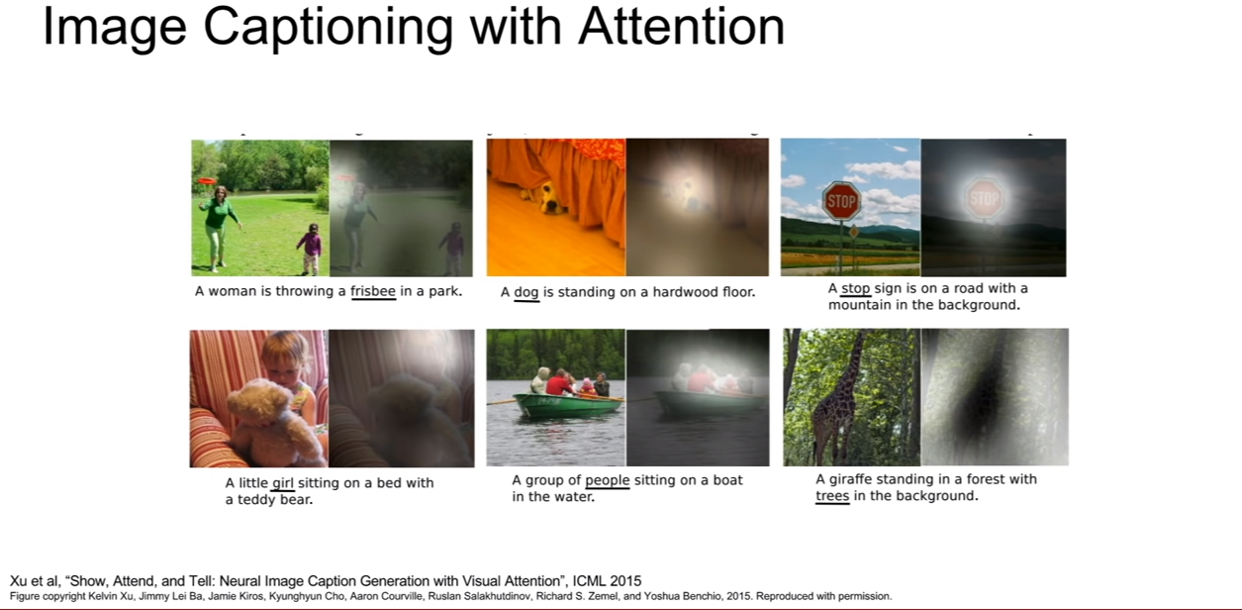 Image Captioning with Attention
STOP
STOP
A woman is throwing a frisbee in a park.
A dog is standing on a hardwood floor.
A stop sign is on a road with a
mountain in the background.
A little girl sitting on a bed with
a teddy bear.
A group of people sitting on a boat
in the water.
A giraffe standing in a forest with
trees in the background.
Xu et al, “Show, Attend, and Tell: Neural Image Caption Generation with Visual Attention”, ICML 2015
Figure copyright Kelvin Xu, Jimmy Lei Ba, Jamie Kiros, Kyunghyun Cho, Aaron Courville, Ruslan Salakhutdinov, Richard S. Zemel, and Yoshua Benchio, 2015. Reproduced with permission.